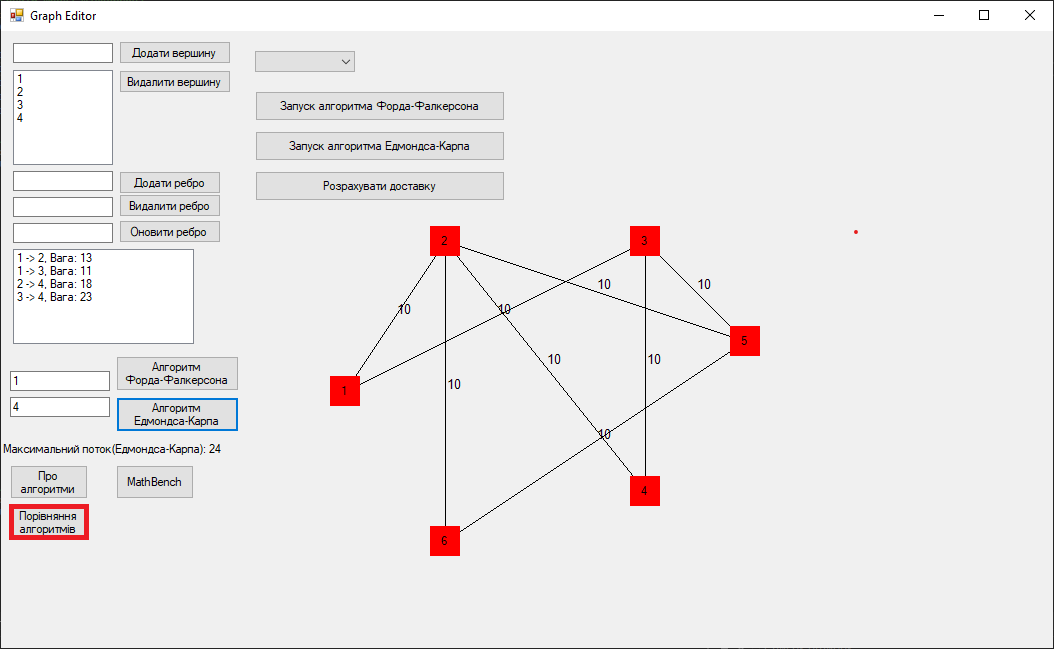 Graph Editor
Додати вершину
1
2
3
4
Видалити вершину
Запуск алгоритма Форда-Фалкерсона
Запуск алгоритма Едмондса-Карпа
Розрахувати доставку
Додати ребро
Видалити ребро
Оновити ребро
1 -> 2, Вага: 13
1 -> 3, Вага: 11
2 -> 4, Вага: 18
3 -> 4, Вага: 23
1
Алгоритм
Форда-Фалкерсона
4
Алгоритм
Едмондса-Карпа
Максимальний поток(Едмондса-Карпа): 24
Про
алгоритми
MathBench
Порівняння
алгоритмів
2
3
10
10
10
10
5
10
10
10
1
10
4
6